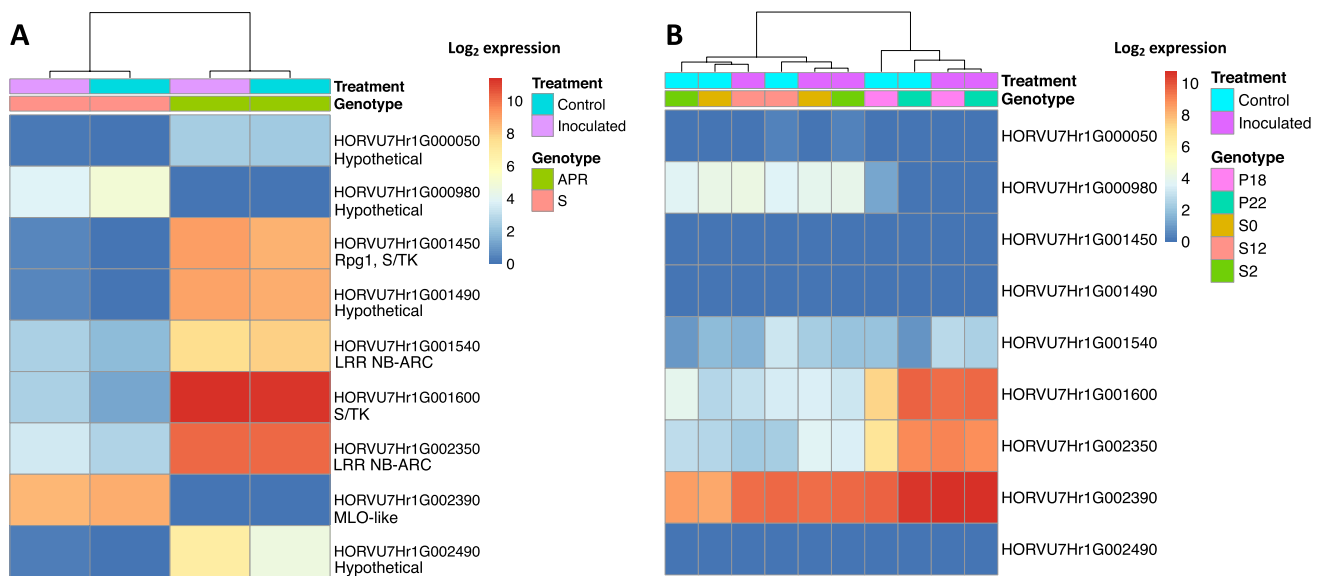 A
Log2 expression
Treatment
Genotype
HORVU7Hr1G000050
Hypothetical
HORVU7Hr1G000980
Hypothetical
HORVU7Hr1G001450
Rpg1, S/TK
HORVU7Hr1G001490
Hypothetical
HORVU7Hr1G001540
LRR NB-ARC
HORVU7Hr1G001600
S/TK
HORVU7Hr1G002350
LRR NB-ARC
HORVU7Hr1G002390
MLO-like
HORVU7Hr1G002490
Hypothetical
10
8
6
4
2
0
Treatment
Control
Inoculated
Genotype
APR
S
B
Log2 expression
Treatment
Genotype
HORVU7Hr1G000050
HORVU7Hr1G000980
HORVU7Hr1G001450
HORVU7Hr1G001490
HORVU7Hr1G001540
HORVU7Hr1G001600
HORVU7Hr1G002350
HORVU7Hr1G002390
HORVU7Hr1G002490
10
8
6
4
2
0
Treatment
Control
Inoculated
Genotype
P18
P22
S0
S12
S2